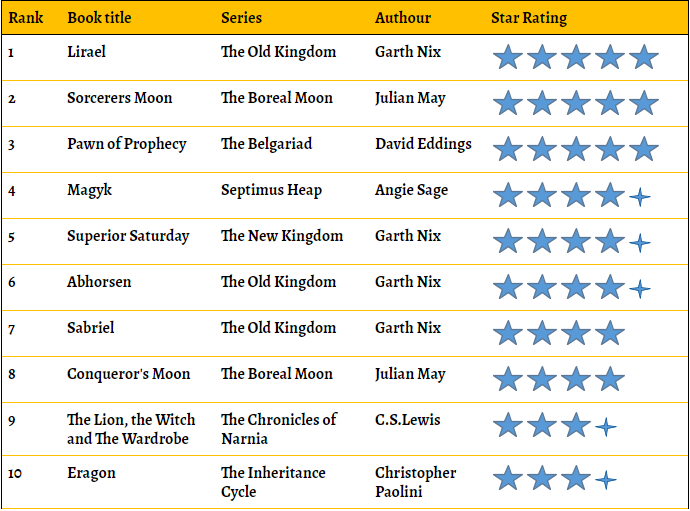 Rank Book title Series Authour Star Rating
1 Lirael The Old Kingdom Garth Nix
2 Sorcerers Moon The Boreal Moon Julian May
3 Pawn of Prophecy The Belgariad David Eddings
4 Magyk Septimus Heap Angie Sage
5 Superior Saturday The New Kingdom Garth Nix
6 Abhorsen The Old Kingdom Garth Nix
7 Sabriel The Old Kingdom Garth Nix
8 Conqueror's Moon The Boreal Moon Julian May
9 The Lion, the Witch The Chronicles of C.S.Lewis
and The Wardrobe Narnia
10 Eragon The Inheritance Christopher
Cycle Paolini